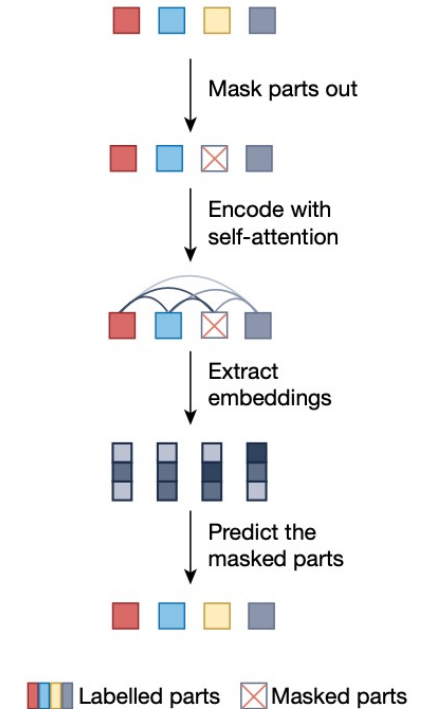 Mask parts out
Encode with
self-attention
Extract
embeddings
Predict the
masked parts
Labelled parts
Masked parts